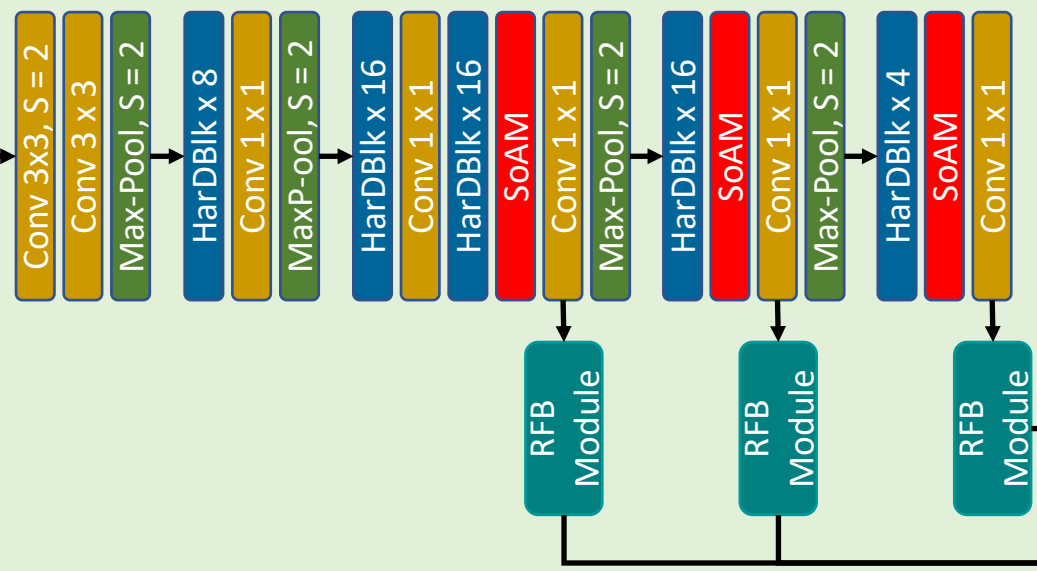 Conv 3x3, S = 2
Conv 3 x 3
Max-Pool, S = 2
HarDBlk x 8
Conv 1 x 1
MaxP-ool, S = 2
HarDBlk x 16
Conv 1 x 1
HarDBlk x 16
SoAM
Conv 1 x 1
Max-Pool, S = 2
HarDBlk x 16
SoAM
Conv 1 x 1
Max-Pool, S = 2
HarDBlk x 4
SoAM
Conv 1 x 1
RFB
Module
RFB
Module
RFB
Module